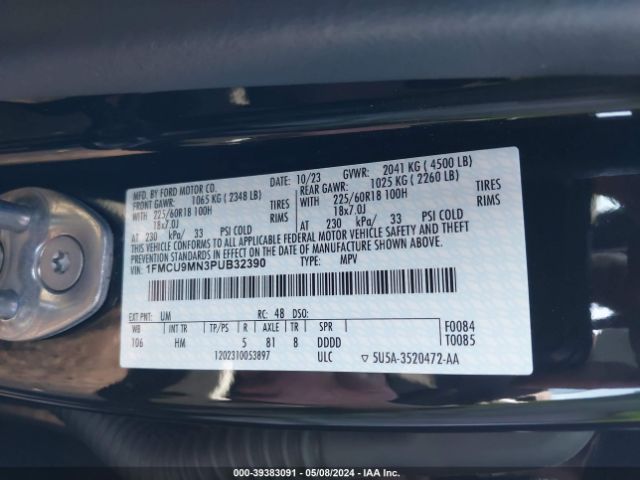 MFD. BY FORD MOTOR CO.
DATE: 10/23 GVWR: 2041 KG ( 4500 LB)
FRONT GAWR: 1065 KG ( 2348 LB) REAR GAWR: 1025 KG ( 2260 LB)
WITH 225/60R18 100H TIRES WITH 225/60R18 100H TIRES
18x7.0J RIMS 18x7.0J RIMS
AT 230 kPa/ 33 PSI COLD AT 230 kPa/ 33 PSI COLD
THIS VEHICLE CONFORMS TO ALL APPLICABLE FEDERAL MOTOR VEHICLE SAFETY AND THEFT
PREVENTION STANDARDS IN EFFECT ON THE DATE OF MANUFACTURE SHOWN ABOVE.
VIN: 1FMCU9MN3PUB32390 TYPE: MPV
EXT PNT: UM RC: 48 DSO:
WB INT TR TP/PS R AXLE TR SPR F0084
106 HM 5 81 8 DDDD T0085
1202310053897 ULC ▽ 5U5A-3520472-AA
000-39383091 - 05/08/2024 - IAA Inc.